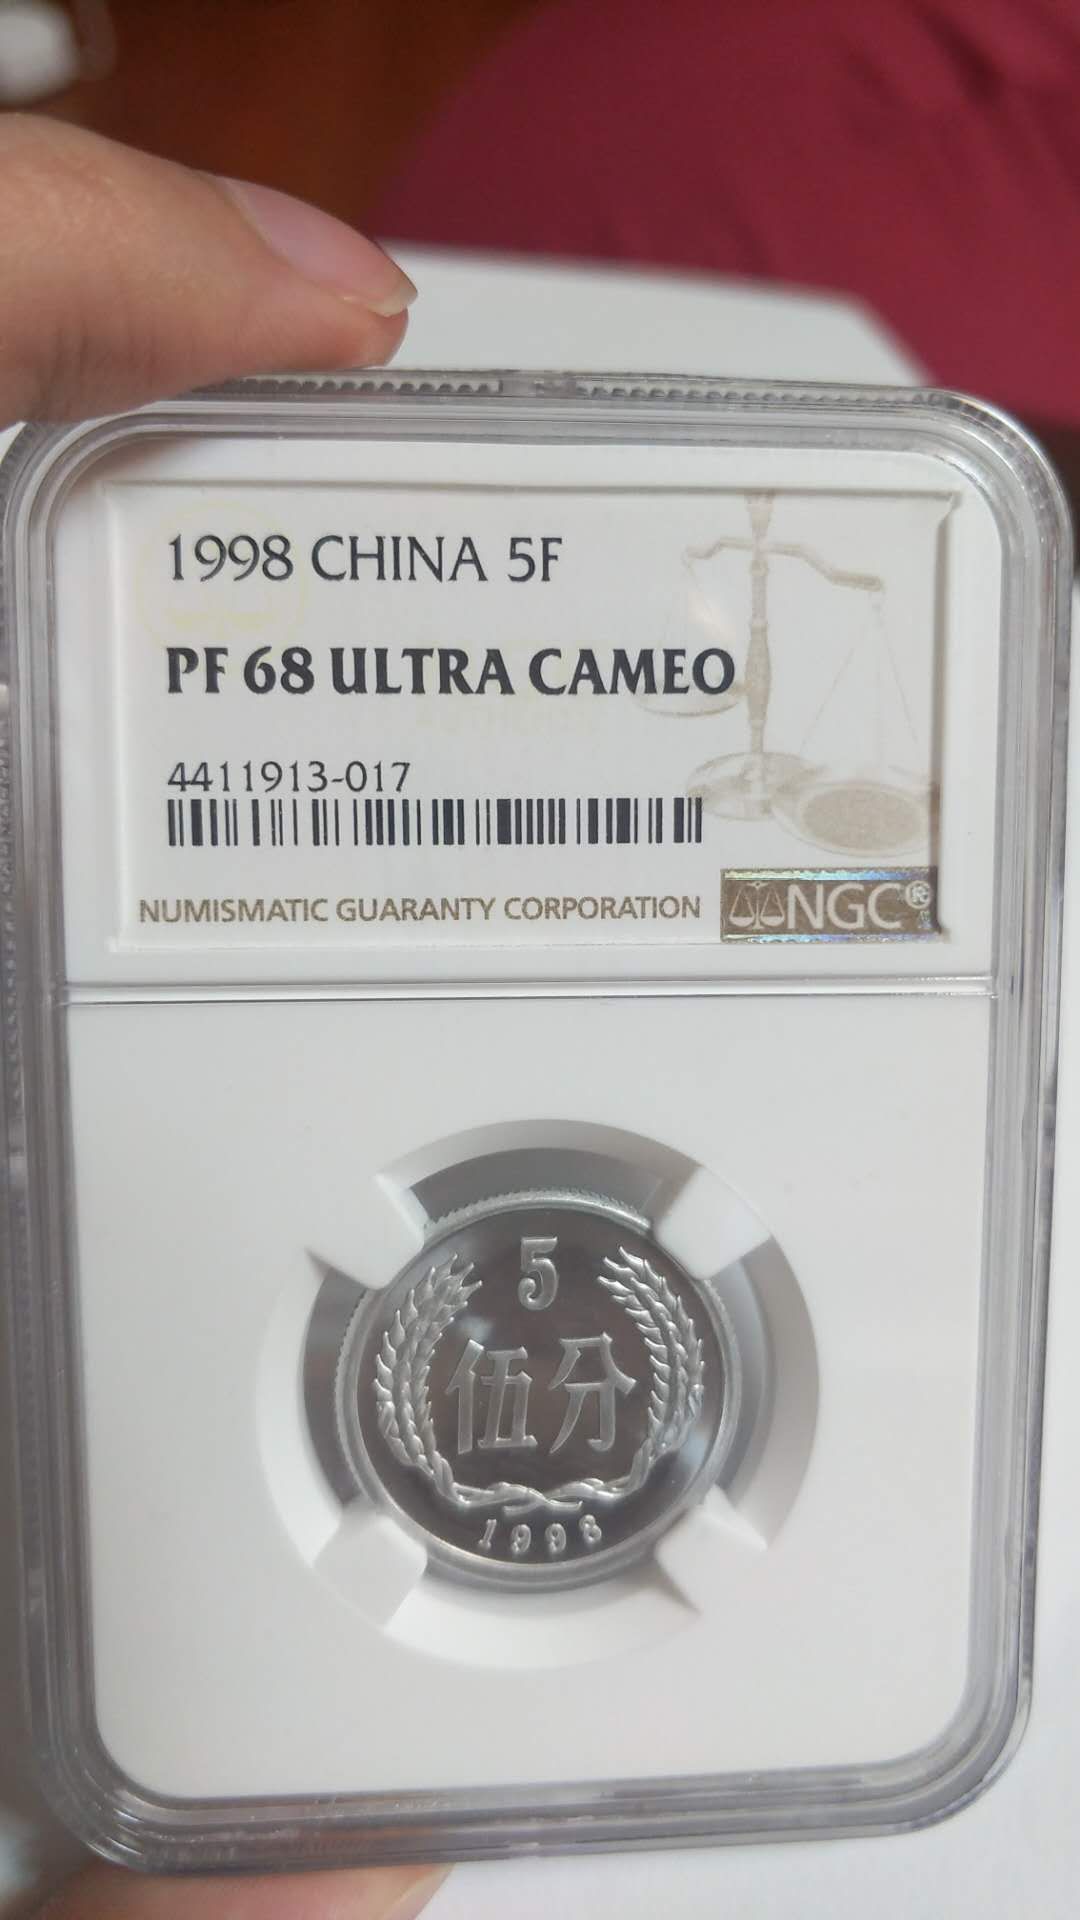 1998 CHINA 5F
PF 68 ULTRA CAMEO
4411913-017
NUMISMATIC GUARANTY CORPORATION
NGC®
5
伍分
1998